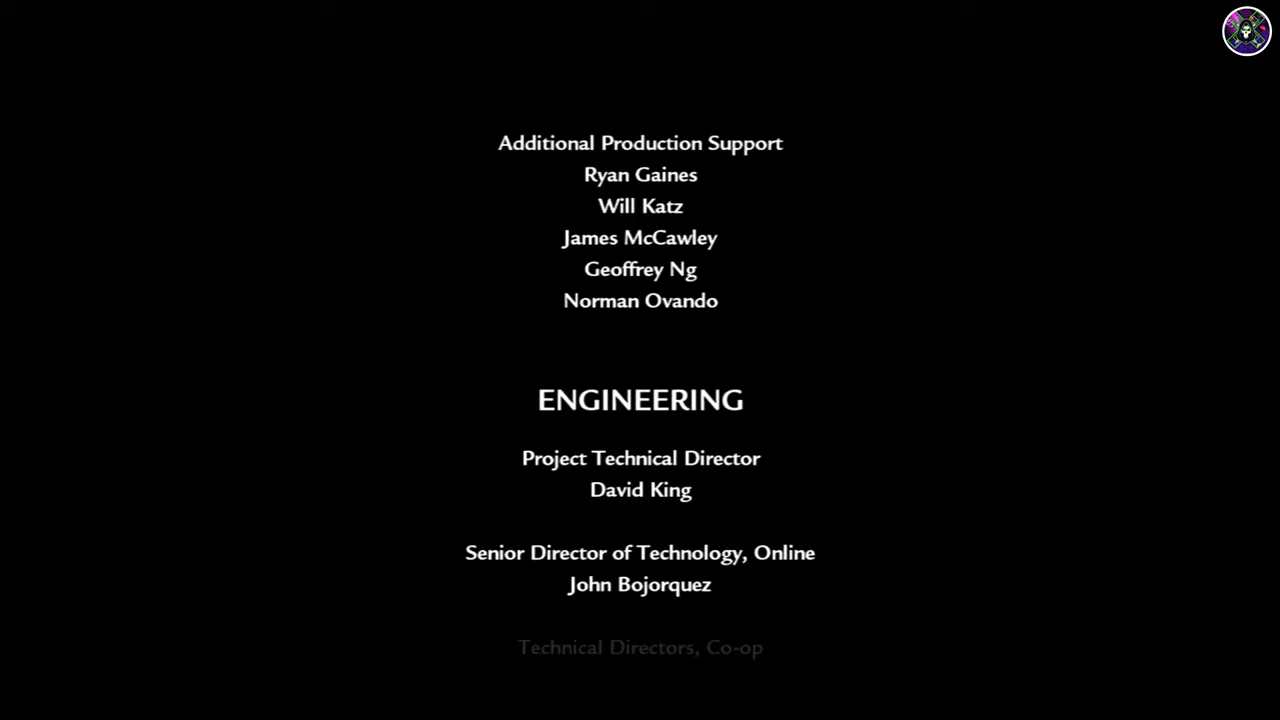 Additional Production Support
Ryan Gaines
Will Katz
James McCawley
Geoffrey Ng
Norman Ovando
ENGINEERING
Project Technical Director
David King
Senior Director of Technology, Online
John Bojorquez
Technical Directors, Co-op